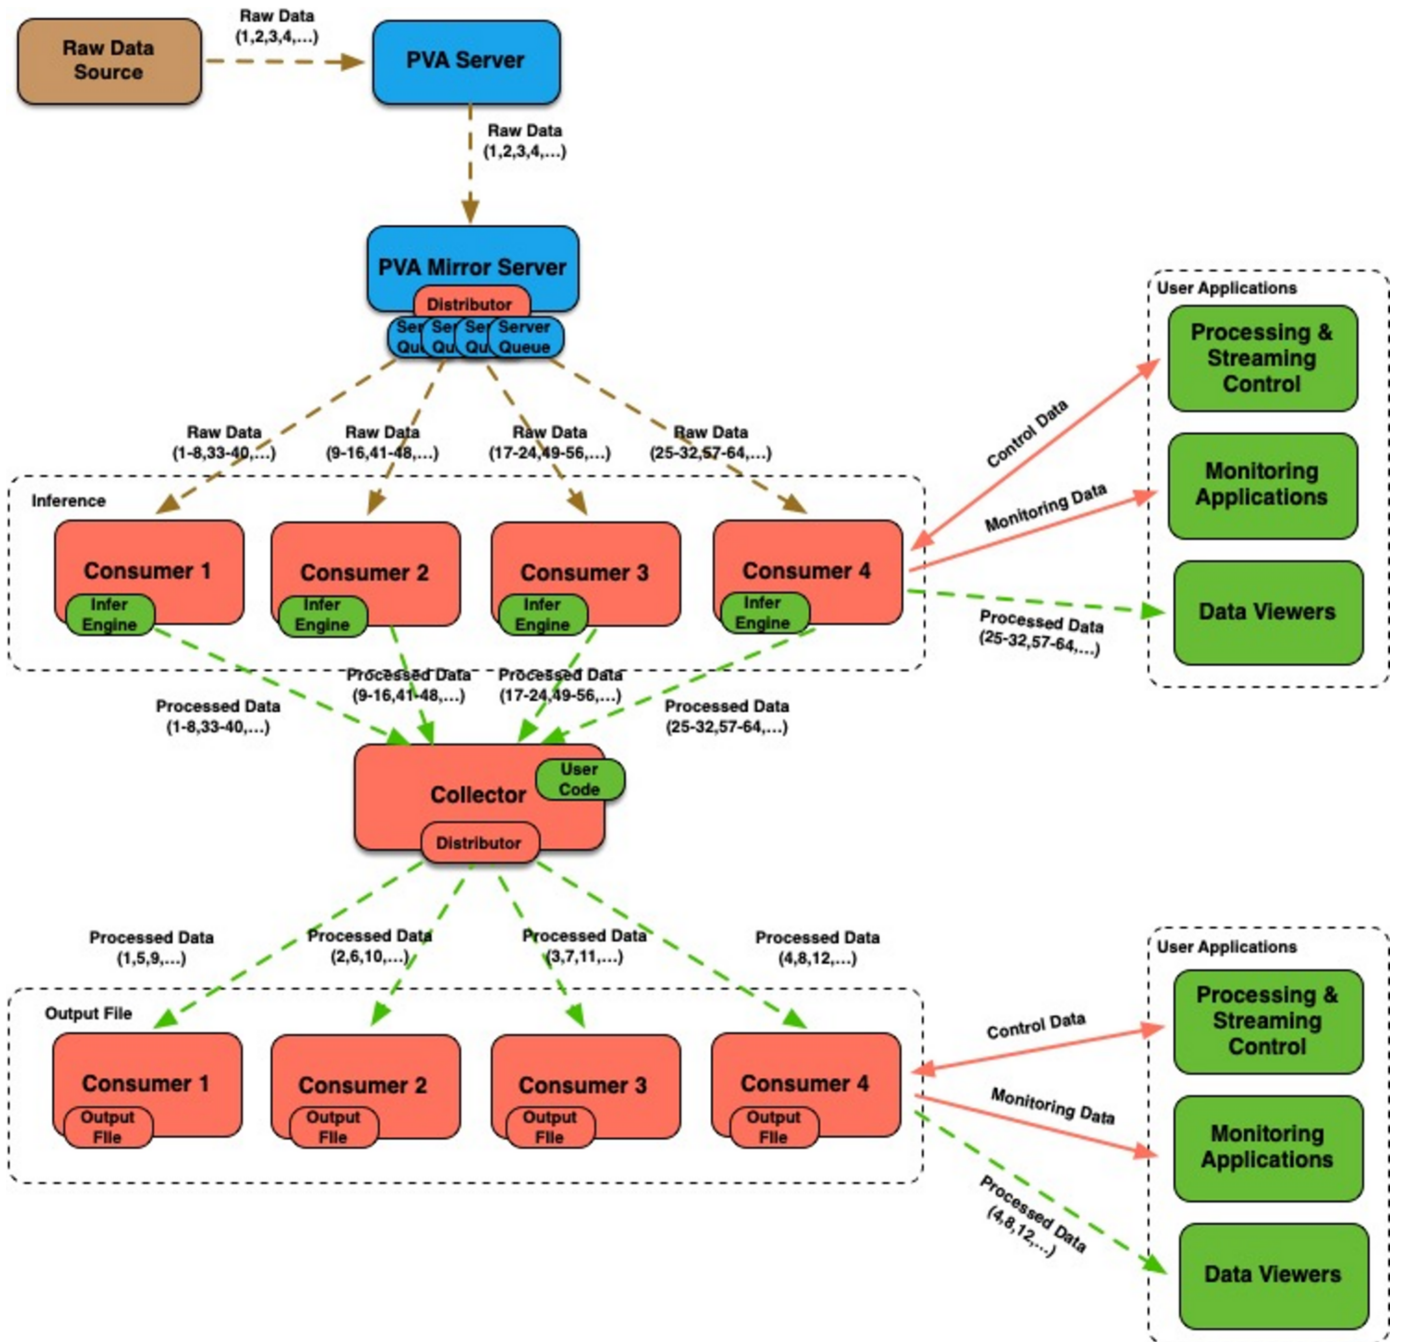 Raw Data
Source
Raw Data
(1,2,3,4,...)
PVA Server
Raw Data
(1,2,3,4,...)
PVA Mirror Server
Distributor
Ser
Que
Ser
Qu
Ser
Qu
Server
Queue
Raw Data
(1-8,33-40,...)
Raw Data
(9-16,41-48,...)
Raw Data
(17-24,49-56,...)
Raw Data
(25-32,57-64,...)
Inference
Consumer 1
Infer
Engine
Consumer 2
Infer
Engine
Consumer 3
Infer
Engine
Consumer 4
Infer
Engine
Control Data
Monitoring Data
Processed Data
(25-32,57-64,...)
User Applications
Processing &
Streaming
Control
Monitoring
Applications
Data Viewers
Processed Data
(1-8,33-40,...)
Processed Data
(9-16,41-48,...)
Processed Data
(17-24,49-56,...)
Processed Data
(25-32,57-64,...)
Collector
User
Code
Distributor
Processed Data
(1,5,9,...)
Processed Data
(2,6,10,...)
Processed Data
(3,7,11,...)
Processed Data
(4,8,12,...)
Output File
Consumer 1
Output
FIle
Consumer 2
Output
FIle
Consumer 3
Output
FIle
Consumer 4
Output
FIle
Control Data
Monitoring Data
Processed Data
(4,8,12,...)
User Applications
Processing &
Streaming
Control
Monitoring
Applications
Data Viewers